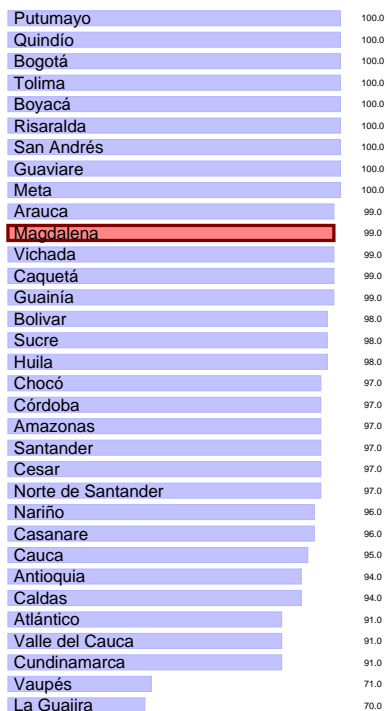 Putumayo 100.0
Quindío 100.0
Bogotá 100.0
Tolima 100.0
Boyacá 100.0
Risaralda 100.0
San Andrés 100.0
Guaviare 100.0
Meta 100.0
Arauca 99.0
Magdalena 99.0
Vichada 99.0
Caquetá 99.0
Guainía 99.0
Bolivar 98.0
Sucre 98.0
Huila 98.0
Chocó 97.0
Córdoba 97.0
Amazonas 97.0
Santander 97.0
Cesar 97.0
Norte de Santander 97.0
Nariño 96.0
Casanare 96.0
Cauca 95.0
Antioquia 94.0
Caldas 94.0
Atlántico 91.0
Valle del Cauca 91.0
Cundinamarca 91.0
Vaupés 71.0
La Guajira 70.0